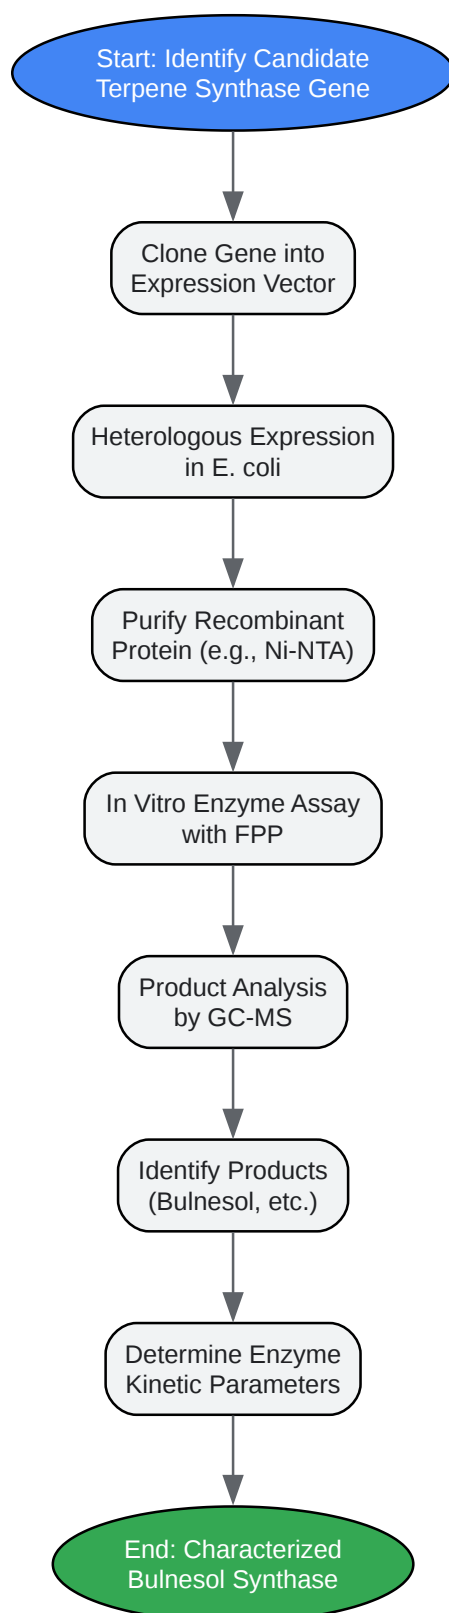 Start: Identify Candidate
Terpene Synthase Gene
Clone Gene into
Expression Vector
Heterologous Expression
in E. coli
Purify Recombinant
Protein (e.g., Ni-NTA)
In Vitro Enzyme Assay
with FPP
Product Analysis
by GC-MS
Identify Products
(Bulnesol, etc.)
Determine Enzyme
Kinetic Parameters
End: Characterized
Bulnesol Synthase